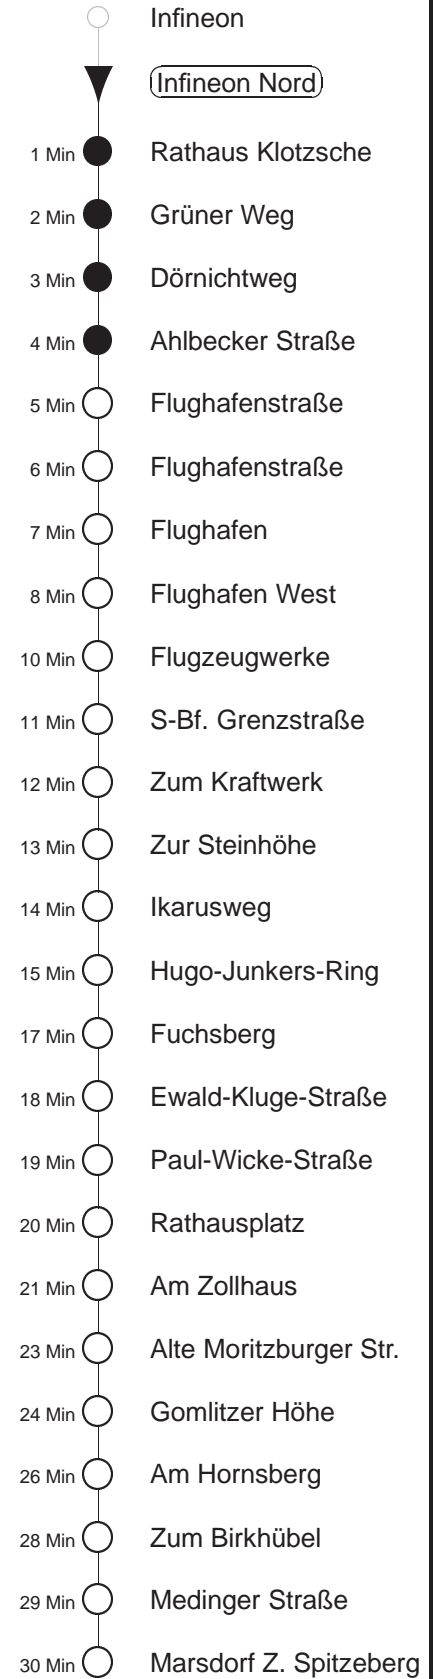 Infineon
Infineon Nord
1 Min Rathaus Klotzsche
2 Min Grüner Weg
3 Min Dörnichtweg
4 Min Ahlbecker Straße
5 Min Flughafenstraße
6 Min Flughafenstraße
7 Min Flughafen
8 Min Flughafen West
10 Min Flugzeugwerke
11 Min S-Bf. Grenzstraße
12 Min Zum Kraftwerk
13 Min Zur Steinhöhe
14 Min Ikarusweg
15 Min Hugo-Junkers-Ring
17 Min Fuchsberg
18 Min Ewald-Kluge-Straße
19 Min Paul-Wicke-Straße
20 Min Rathausplatz
21 Min Am Zollhaus
23 Min Alte Moritzburger Str.
24 Min Gomlitzer Höhe
26 Min Am Hornsberg
28 Min Zum Birkhübel
29 Min Medinger Straße
30 Min Marsdorf Z. Spitzeberg